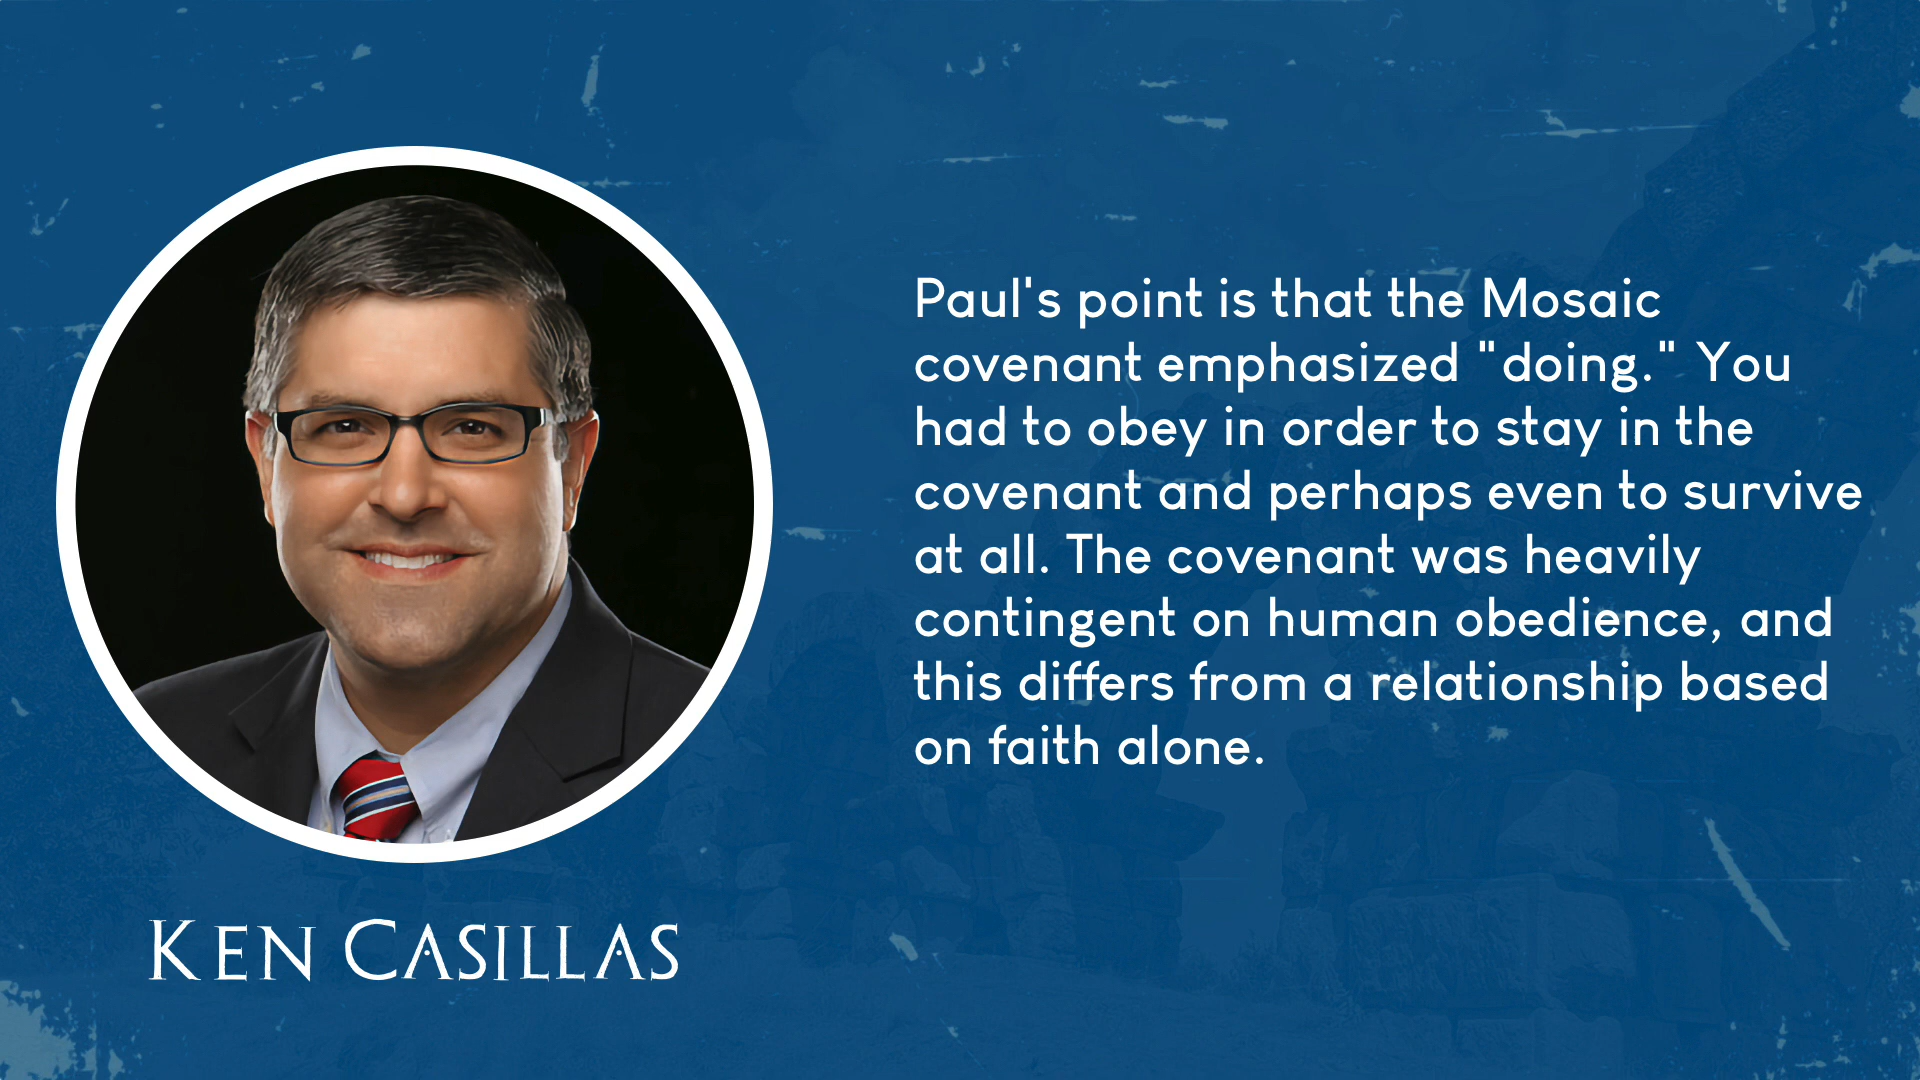 Paul's point is that the Mosaic
covenant emphasized "doing." You
had to obey in order to stay in the
covenant and perhaps even to survive
at all. The covenant was heavily
contingent on human obedience, and
this differs from a relationship based
on faith alone.
KEN CASILLAS